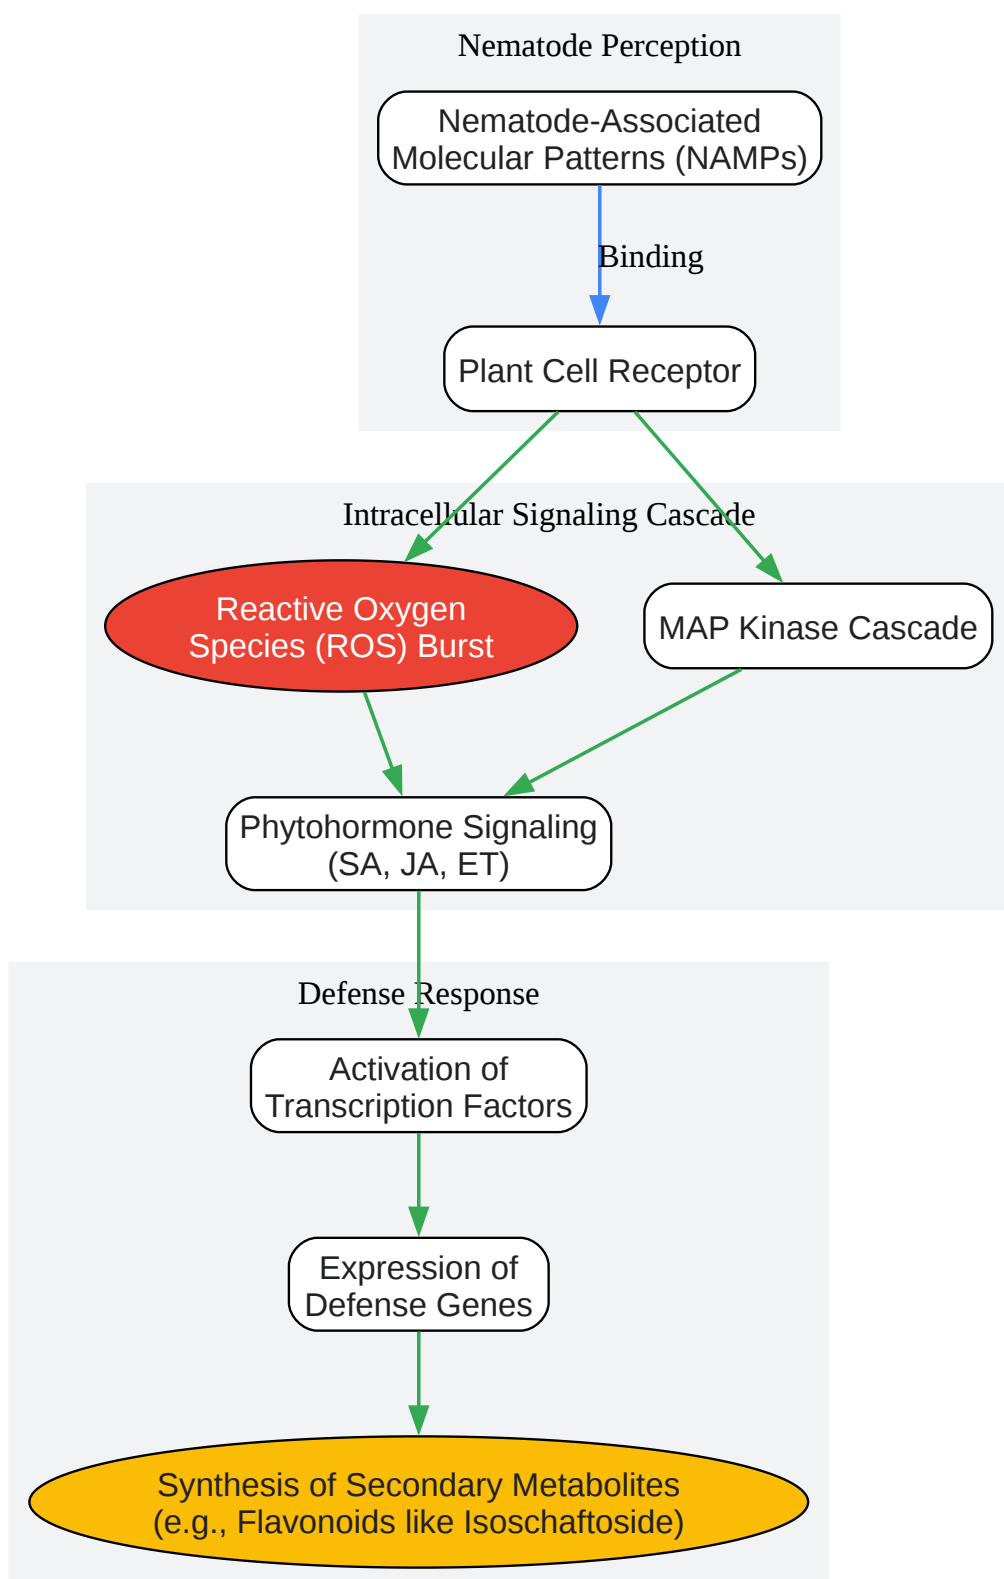 Nematode Perception
Nematode-Associated
Molecular Patterns (NAMPs)
Binding
Plant Cell Receptor
Intracellular Signaling Cascade
Reactive Oxygen
Species (ROS) Burst
MAP Kinase Cascade
Phytohormone Signaling
(SA, JA, ET)
Defense Response
Activation of
Transcription Factors
Expression of
Defense Genes
Synthesis of Secondary Metabolites
(e.g., Flavonoids like Isoschaftoside)